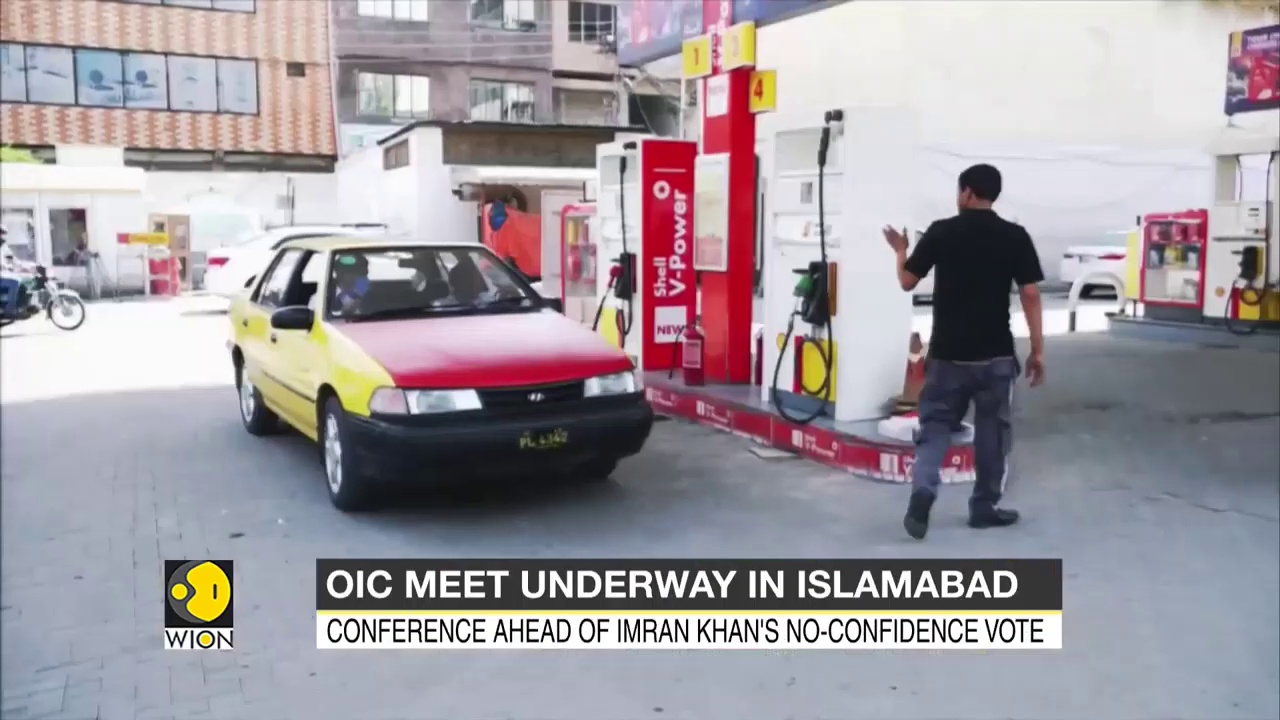 1
3
4
Shell
V-Power
NEW
PL 4342
OIC MEET UNDERWAY IN ISLAMABAD
CONFERENCE AHEAD OF IMRAN KHAN'S NO-CONFIDENCE VOTE
WION